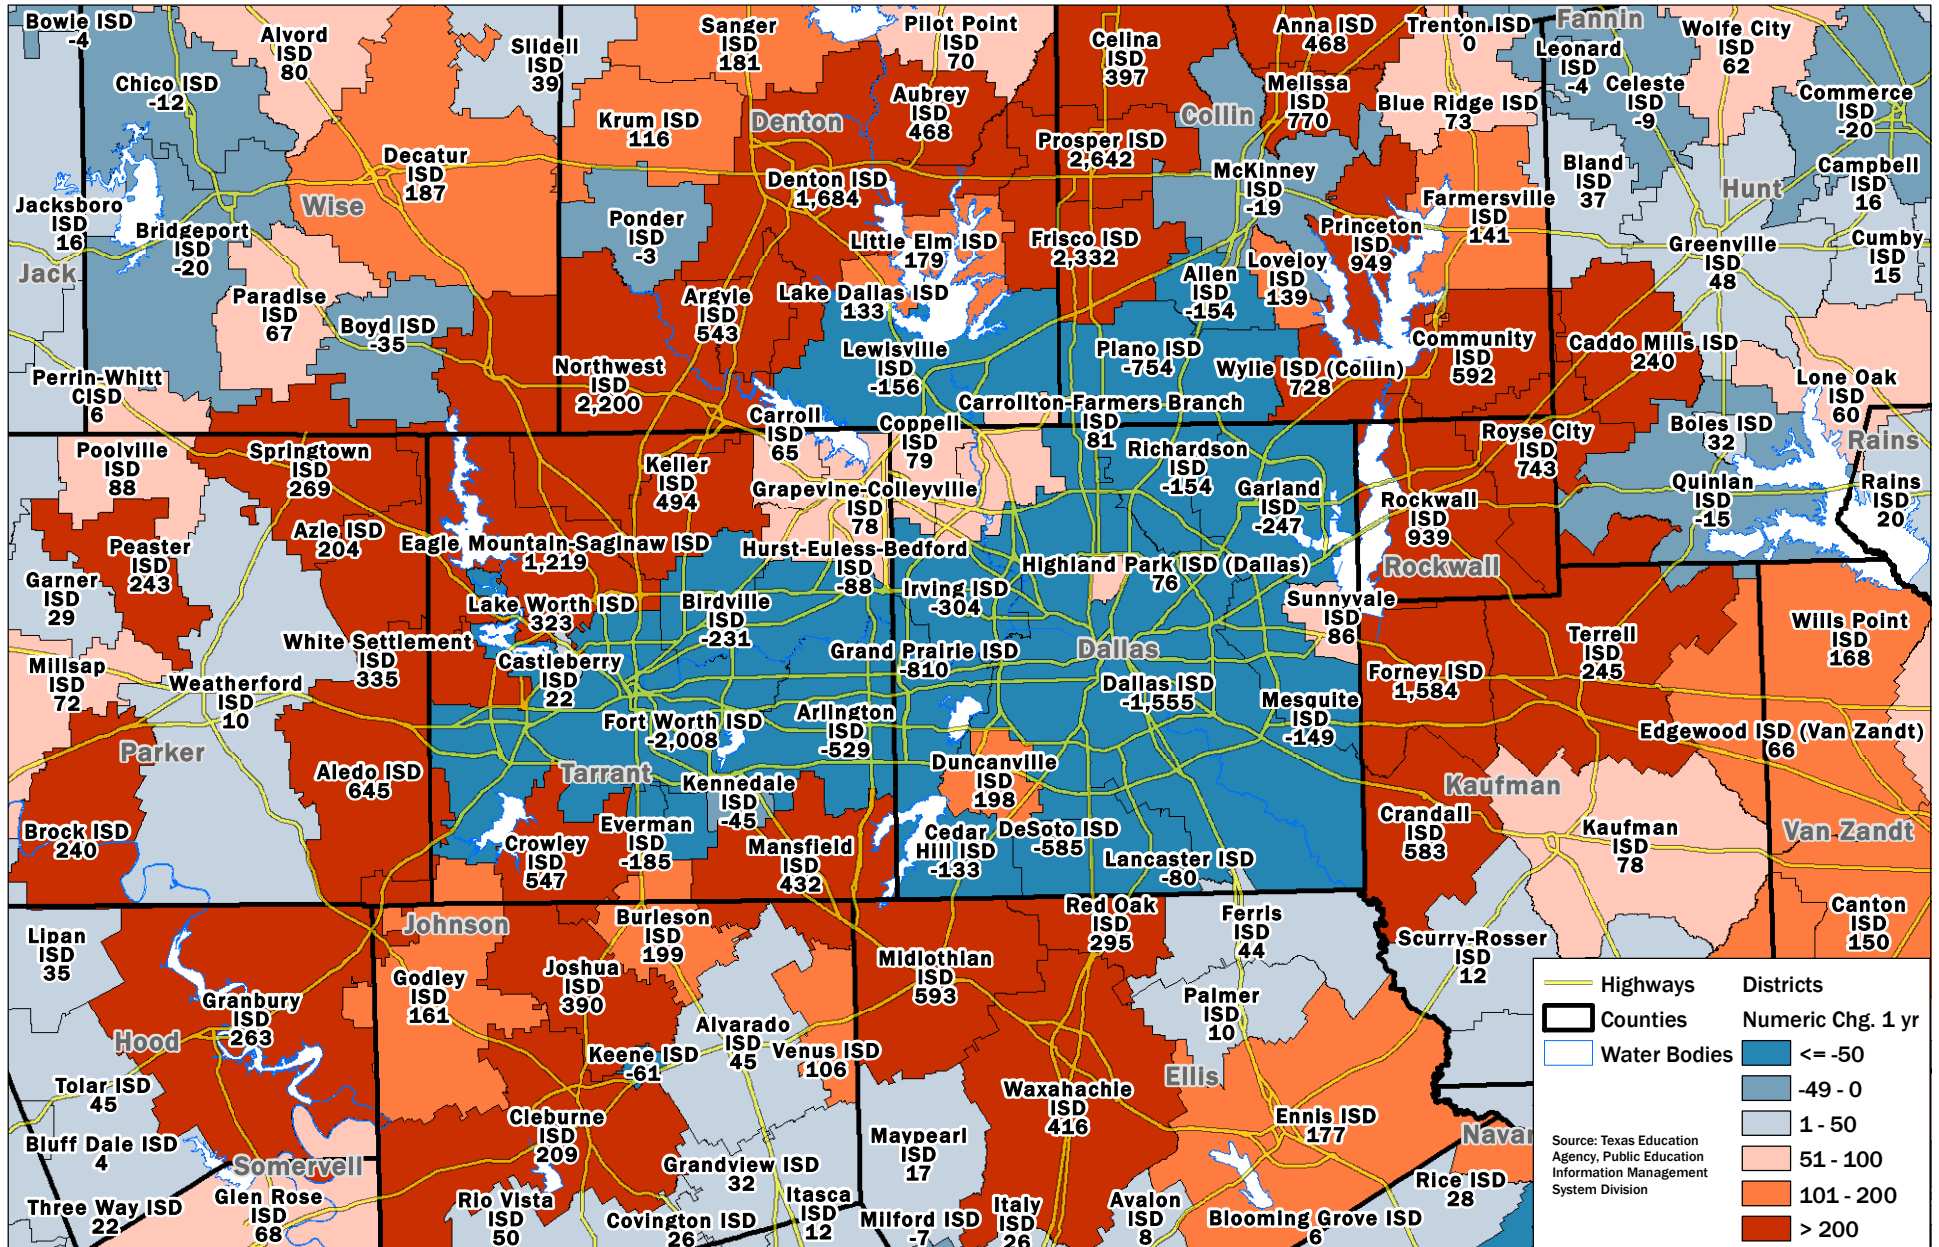 Bowie ISD
-4
Alvord
ISD
80
Slidell
ISD
39
Sanger
ISD
181
Pilot Point
ISD
70
Celina
ISD
397
Anna ISD
468
Trenton ISD
0
Fannin
Leonard
ISD
-4
Wolfe City
ISD
62
Chico ISD
-12
Krum ISD
116
Denton
Aubrey
ISD
468
Collin
Melissa
ISD
770
Blue Ridge ISD
73
Celeste
ISD
-9
Commerce
ISD
-20
Decatur
ISD
187
Wise
Prosper ISD
2,642
Denton ISD
1,684
McKinney
ISD
-19
Farmersville
ISD
141
Bland
ISD
37
Hunt
Campbell
ISD
16
Jacksboro
ISD
16
Bridgeport
ISD
-20
Jack
Ponder
ISD
-3
Little Elm ISD
179
Frisco ISD
2,332
Princeton
ISD
949
Lovejoy
ISD
139
Allen
ISD
-154
Greenville
ISD
48
Cumby
ISD
15
Paradise
ISD
67
Boyd ISD
-35
Argyle
ISD
543
Lake Dallas ISD
133
Lewisville
ISD
-156
Plano ISD
-754
Wylie ISD (Collin)
728
Community
ISD
592
Caddo Mills ISD
240
Perrin-Whitt
CISD
6
Northwest
ISD
2,200
Carroll
ISD
65
Coppell
ISD
79
Carrollton-Farmers Branch
ISD
81
Lone Oak
ISD
60
Boles ISD
32
Rains
Poolville
ISD
88
Springtown
ISD
269
Keller
ISD
494
Grapevine-Colleyville
ISD
78
Richardson
ISD
-154
Garland
ISD
-247
Rockwall
ISD
939
Royse City
ISD
743
Quinlan
ISD
-15
Rains
ISD
20
Peaster
ISD
243
Azle ISD
204
Eagle Mountain-Saginaw ISD
1,219
Hurst-Euless-Bedford
ISD
-88
Highland Park ISD (Dallas)
76
Rockwall
Garner
ISD
29
Lake Worth ISD
323
Birdville
ISD
-231
Irving ISD
-304
Sunnyvale
ISD
86
Wills Point
ISD
168
Millsap
ISD
72
Weatherford
ISD
10
White Settlement
ISD
335
Castleberry
ISD
22
Grand Prairie ISD
-810
Dallas
Dallas ISD
-1,555
Mesquite
ISD
-149
Forney ISD
1,584
Terrell
ISD
245
Parker
Fort Worth ISD
-2,008
Arlington
ISD
-529
Edgewood ISD (Van Zandt)
66
Aledo ISD
645
Tarrant
Kennedale
ISD
-45
Duncanville
ISD
198
Kaufman
Brock ISD
240
Crowley
ISD
547
Everman
ISD
-185
Mansfield
ISD
432
Cedar
Hill ISD
-133
DeSoto ISD
-585
Lancaster ISD
-80
Crandall
ISD
583
Kaufman
ISD
78
Van Zandt
Lipan
ISD
35
Johnson
Burleson
ISD
199
Red Oak
ISD
295
Ferris
ISD
44
Scurry-Rosser
ISD
12
Canton
ISD
150
Granbury
ISD
263
Hood
Godley
ISD
161
Joshua
ISD
390
Midlothian
ISD
593
Palmer
ISD
10
Alvarado
ISD
45
Venus ISD
106
Keene ISD
-61
Ellis
Tolar ISD
45
Cleburne
ISD
209
Waxahachie
ISD
416
Ennis ISD
177
Maypearl
ISD
17
Navar
Bluff Dale ISD
4
Somervell
Grandview ISD
32
Rice ISD
28
Three Way ISD
22
Glen Rose
ISD
68
Rio Vista
ISD
50
Covington ISD
26
Itasca
ISD
12
Milford ISD
-7
Italy
ISD
26
Avalon
ISD
8
Blooming Grove ISD
6
Highways
Counties
Water Bodies
Districts
Numeric Chg. 1 yr
<= -50
-49 - 0
1 - 50
51 - 100
101 - 200
> 200
Source: Texas Education
Agency, Public Education
Information Management
System Division